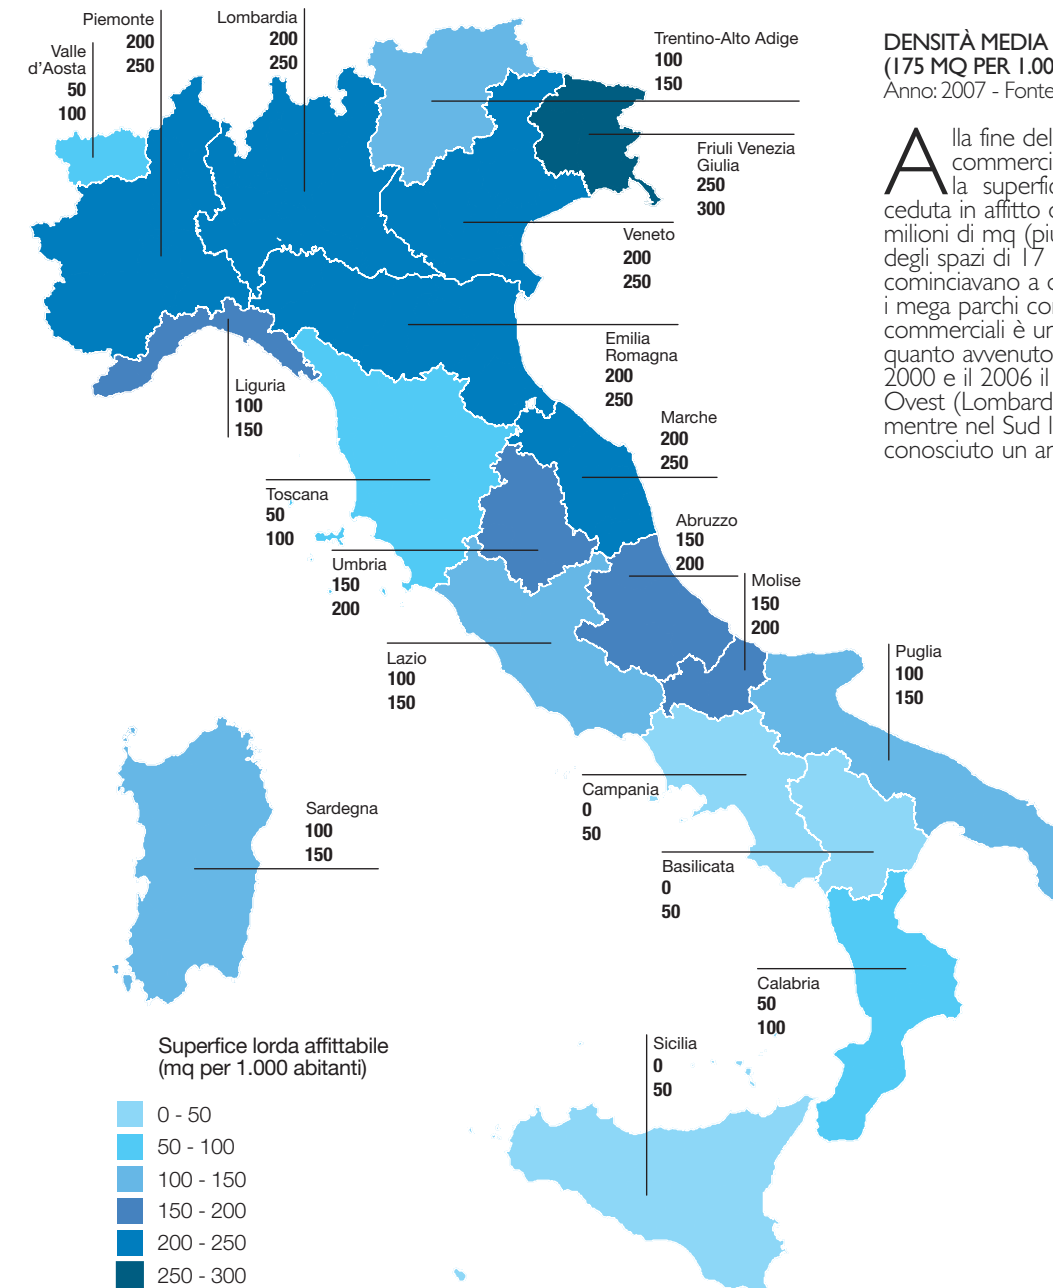 Piemonte
200
250
Lombardia
200
250
Valle
d'Aosta
50
100
Trentino-Alto Adige
100
150
Friuli Venezia
Giulia
250
300
Veneto
200
250
Emilia
Romagna
200
250
Liguria
100
150
Marche
200
250
Toscana
50
100
Umbria
150
200
Abruzzo
150
200
Molise
150
200
Lazio
100
150
Puglia
100
150
Campania
0
50
Sardegna
100
150
Basilicata
0
50
Calabria
50
100
Sicilia
0
50
Superfice lorda affittabile
(mq per 1.000 abitanti)
0 - 50
50 - 100
100 - 150
150 - 200
200 - 250
250 - 300
DENSITÀ MEDIA
(175 MQ PER 1.00
Anno: 2007 - Fonte
Alla fine del
commerci
la superfic
ceduta in affitto
milioni di mq (più
degli spazi di 17
cominciavano a
i mega parchi
commerciali è
quanto avvenuto
2000 e il 2006 il
Ovest (Lombard
mentre nel Sud
conosciuto un